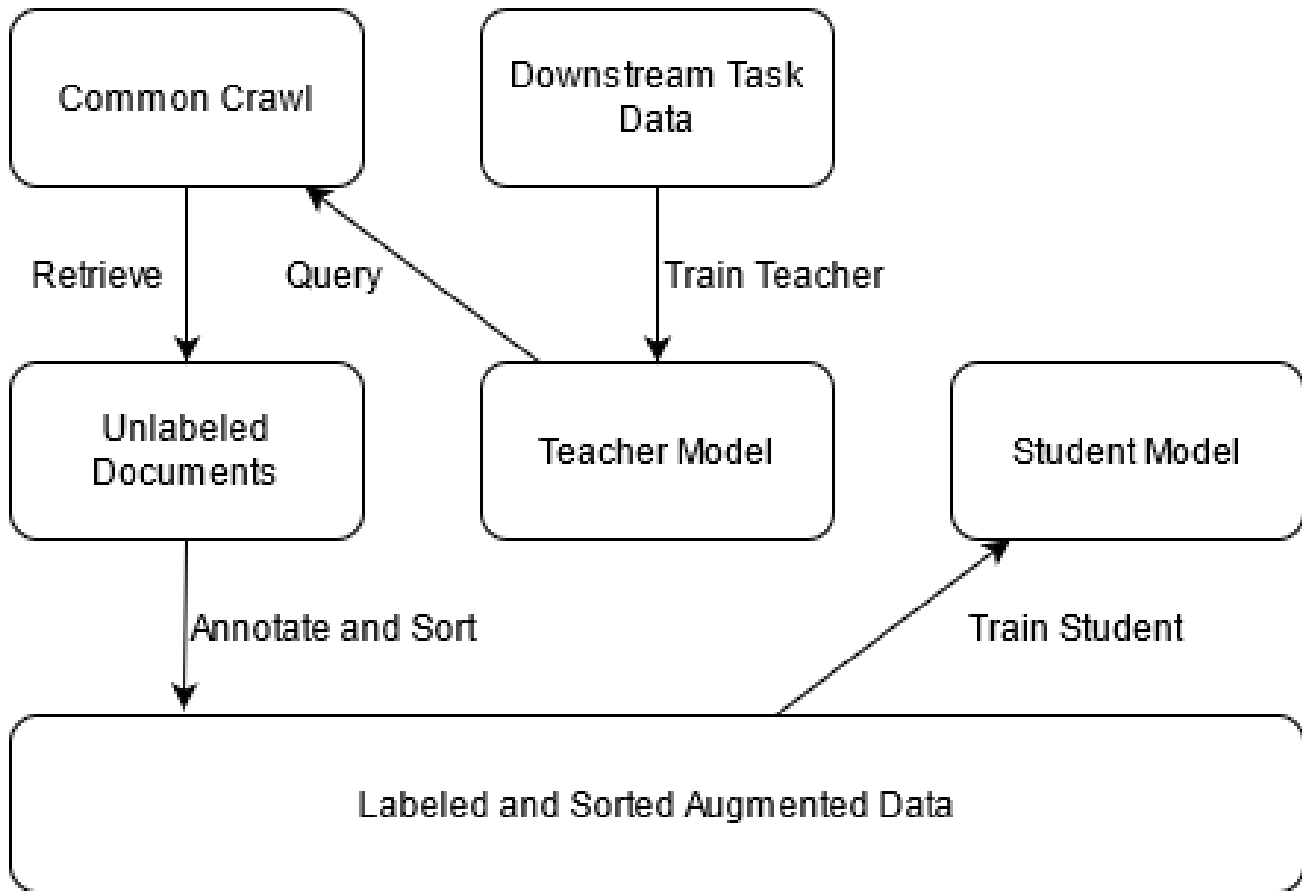 Common Crawl
Downstream Task
Data
Retrieve
Query
Train Teacher
Unlabeled
Documents
Teacher Model
Student Model
Annotate and Sort
Train Student
Labeled and Sorted Augmented Data